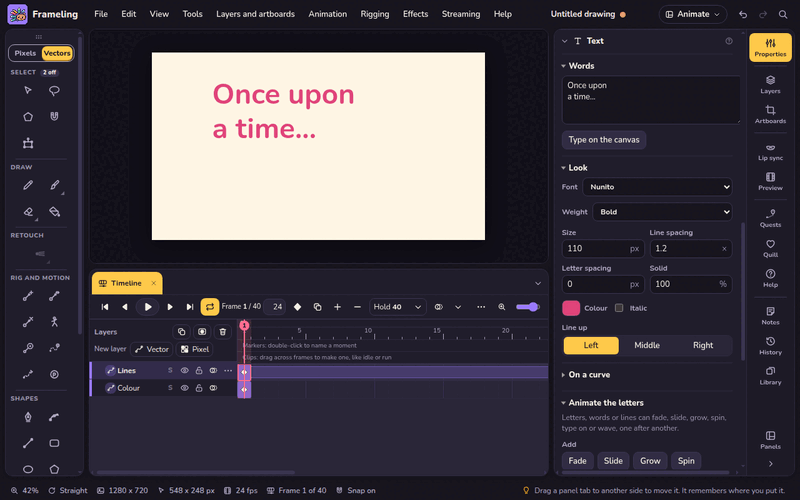 Frameling File Edit View Tools Layers and artboards Animation Rigging Effects Streaming Help Untitled drawing Animate
Pixels Vectors
SELECT 2 off
DRAW
RETOUCH
RIG AND MOTION
SHAPES
Once upon
a time...
Timeline ×
Frame 1 / 40 24 Hold 40
Layers
New layer Vector Pixel
1 5 10 15 20
Markers: double-click to name a moment
Clips: drag across frames to make one, like idle or run
Lines S
Colour S
Text
Words
Once upon
a time...
Type on the canvas
Look
Font Nunito
Weight Bold
Size Line spacing
110 px 1.2 x
Letter spacing Solid
0 px 100 %
Colour Italic
Line up
Left Middle Right
On a curve
Animate the letters
Letters, words or lines can fade, slide, grow, spin,
type on or wave, one after another.
Add
Fade Slide Grow Spin
Properties
Layers
Artboards
Lip sync
Preview
Quests
Quill
Help
Notes
History
Library
Panels
42% Straight 1280 x 720 548 x 248 px 24 fps Frame 1 of 40 Snap on Drag a panel tab to another side to move it. It remembers where you put it.